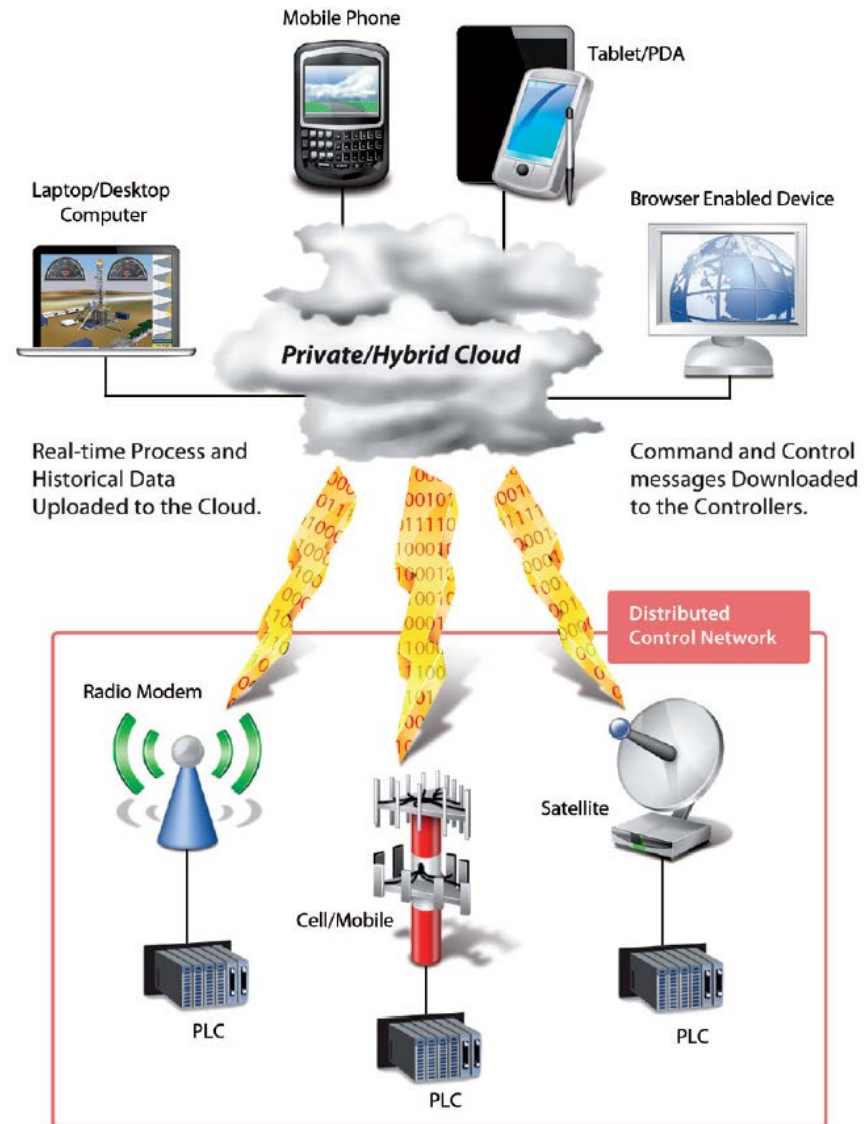 Mobile Phone
Tablet/PDA
Laptop/Desktop
Computer
Browser Enabled Device
Private/Hybrid Cloud
Real-time Process and
Historical Data
Uploaded to the Cloud.
Command and Control
messages Downloaded
to the Controllers.
Distributed
Control Network
Radio Modem
Satellite
Cell/Mobile
PLC
PLC
PLC